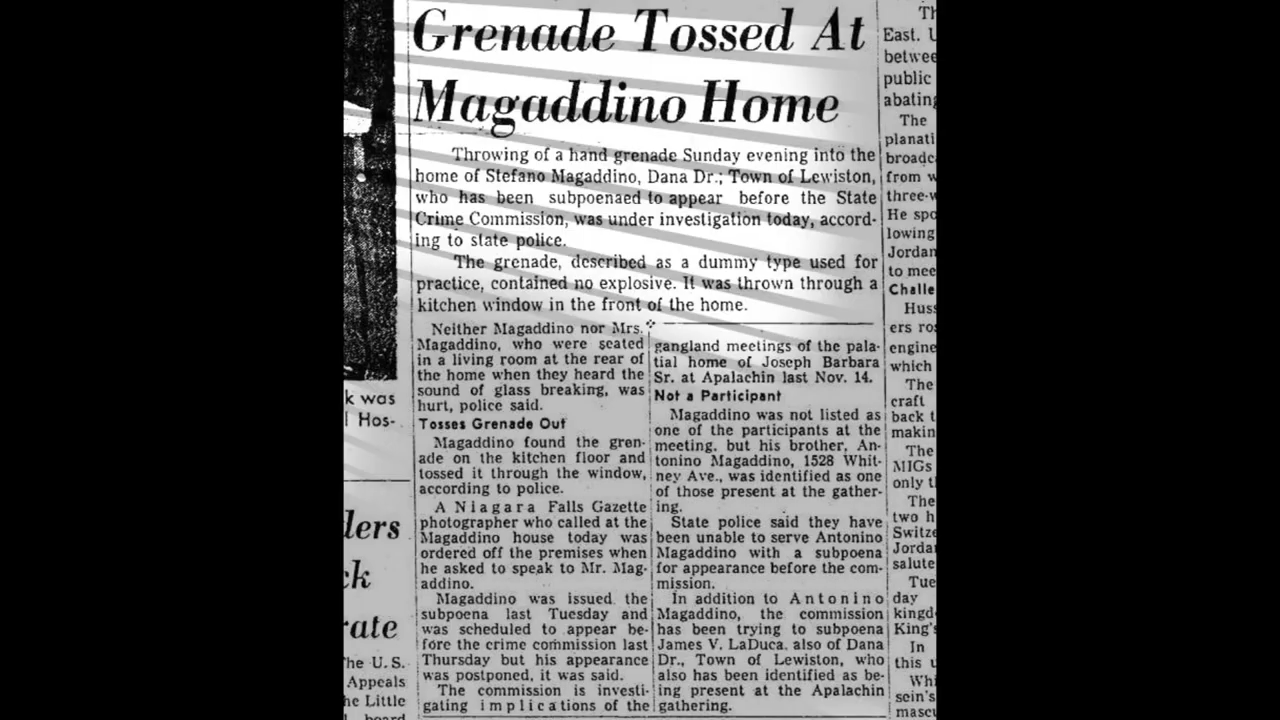 Grenade Tossed At
Magaddino Home
Throwing of a hand grenade Sunday evening into the
home of Stefano Magaddino, Dana Dr.; Town of Lewiston,
who has been subpoenaed to appear before the State
Crime Commission, was under investigation today, accord-
ing to state police.
The grenade, described as a dummy type used for
practice, contained no explosive. It was thrown through a
kitchen window in the front of the home.
Neither Magaddino nor Mrs.
Magaddino, who were seated
in a living room at the rear of
the home when they heard the
sound of glass breaking, was
hurt, police said.
Tosses Grenade Out
Magaddino found the gren-
ade on the kitchen floor and
tossed it through the window,
according to police.
A Niagara Falls Gazette
photographer who called at the
Magaddino house today was
ordered off the premises when
he asked to speak to Mr. Mag-
addino.
Magaddino was issued the
subpoena last Tuesday and
was scheduled to appear be-
fore the crime commission last
Thursday but his appearance
was postponed, it was said.
The commission is investi-
gating implications of the
gangland meetings of the pala-
tial home of Joseph Barbara
Sr. at Apalachin last Nov. 14.
Not a Participant
Magaddino was not listed as
one of the participants at the
meeting, but his brother, An-
tonino Magaddino, 1528 Whit-
ney Ave., was identified as one
of those present at the gather-
ing.
State police said they have
been unable to serve Antonino
Magaddino with a subpoena
for appearance before the com-
mission.
In addition to Antonino
Magaddino, the commission
has been trying to subpoena
James V. LaDuca, also of Dana
Dr., Town of Lewiston, who
also has been identified as be-
ing present at the Apalachin
gathering.
k was
Hos-
ders
ck
rate
The U.S.
Appeals
he Little
board
Th
East. U
between
public
abating
The
planati
broadc
from w
three-w
He spo
lowing
Jordan
to mee
Challe
Huss
ers ros
engine
which
The
craft
back t
makin
The
MIGs
only t
The
two h
Switze
Jordan
salute
Tue
day
kingd
King's
In
this u
Whi
sein's
mascu